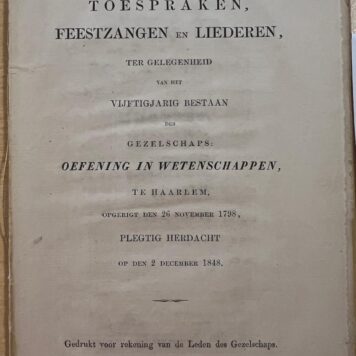 TOESPRAKEN,
FEESTZANGEN EN LIEDEREN,
TER GELEGENHEID
VAN HET
VIJFTIGJARIG BESTAAN
DES
GEZELSCHAPS:
OEFENING IN WETENSCHAPPEN,
TE HAARLEM,
OPGERIGT DEN 26 NOVEMBER 1798,
PLEGTIG HERDACHT
OP DEN 2 DECEMBER 1848.
Gedrukt voor rekening van de Leden des Gezelschaps.